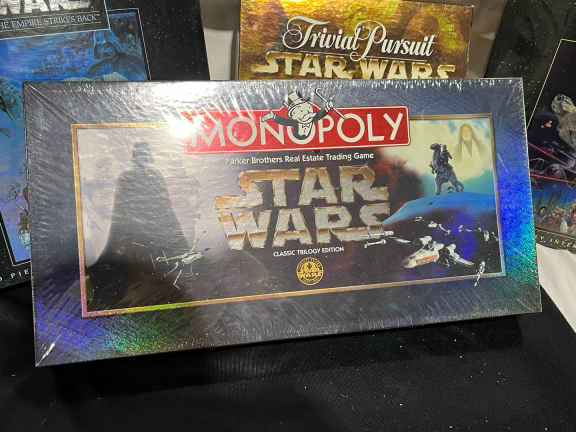 WARS
THE EMPIRE STRIKES BACK"
Trivial Pursuit
STAR WARS
MONOPOLY
Parker Brothers Real Estate Trading Game
STAR
WARS
CLASSIC TRILOGY EDITION